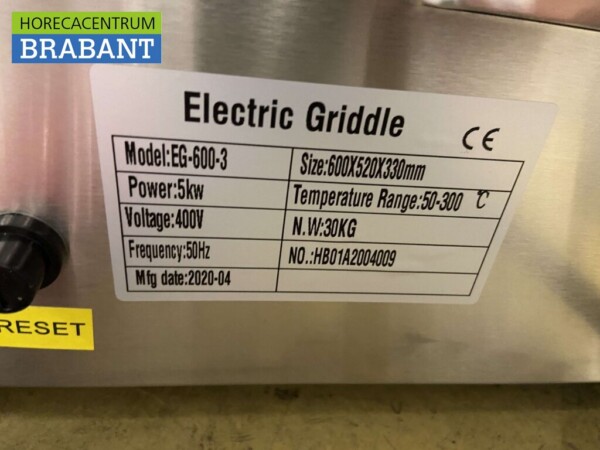 HORECACENTRUM
BRABANT
Electric Griddle
CE
Model:EG-600-3
Size:600X520X330mm
Power:5kw
Temperature Range:50-300 ℃
Voltage:400V
N.W:30KG
Frequency:50Hz
NO.:HB01A2004009
Mfg date:2020-04
RESET